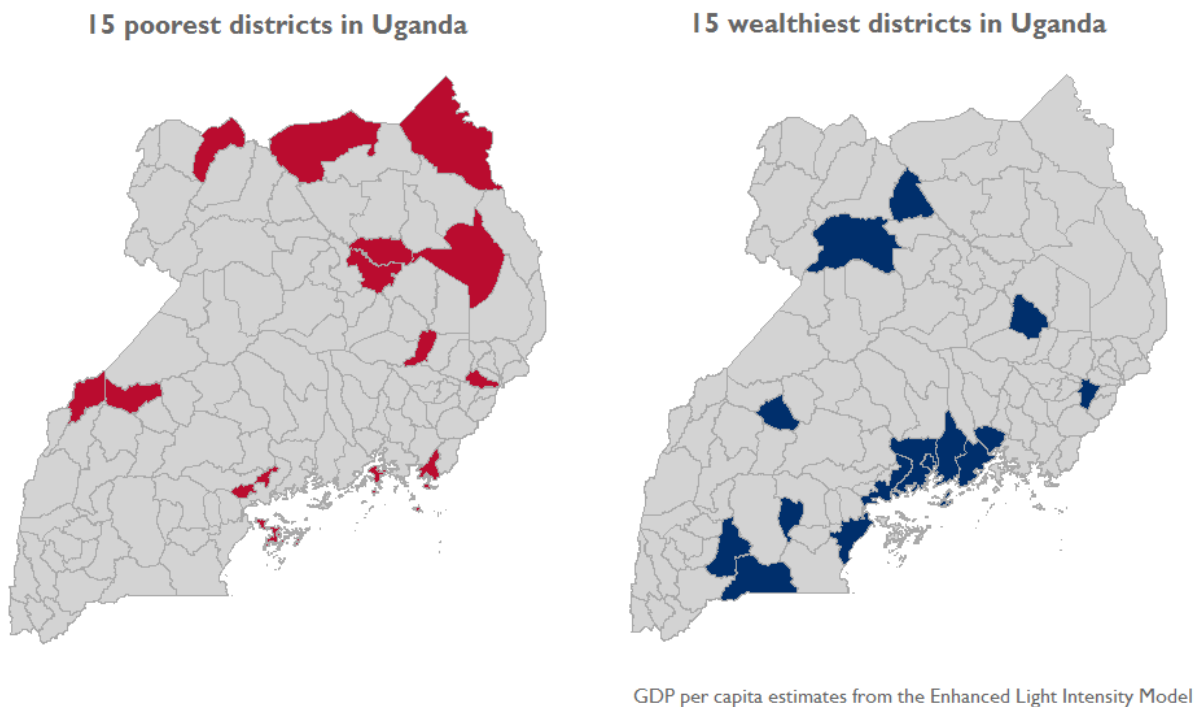 15 poorest districts in Uganda
15 wealthiest districts in Uganda
GDP per capita estimates from the Enhanced Light Intensity Model